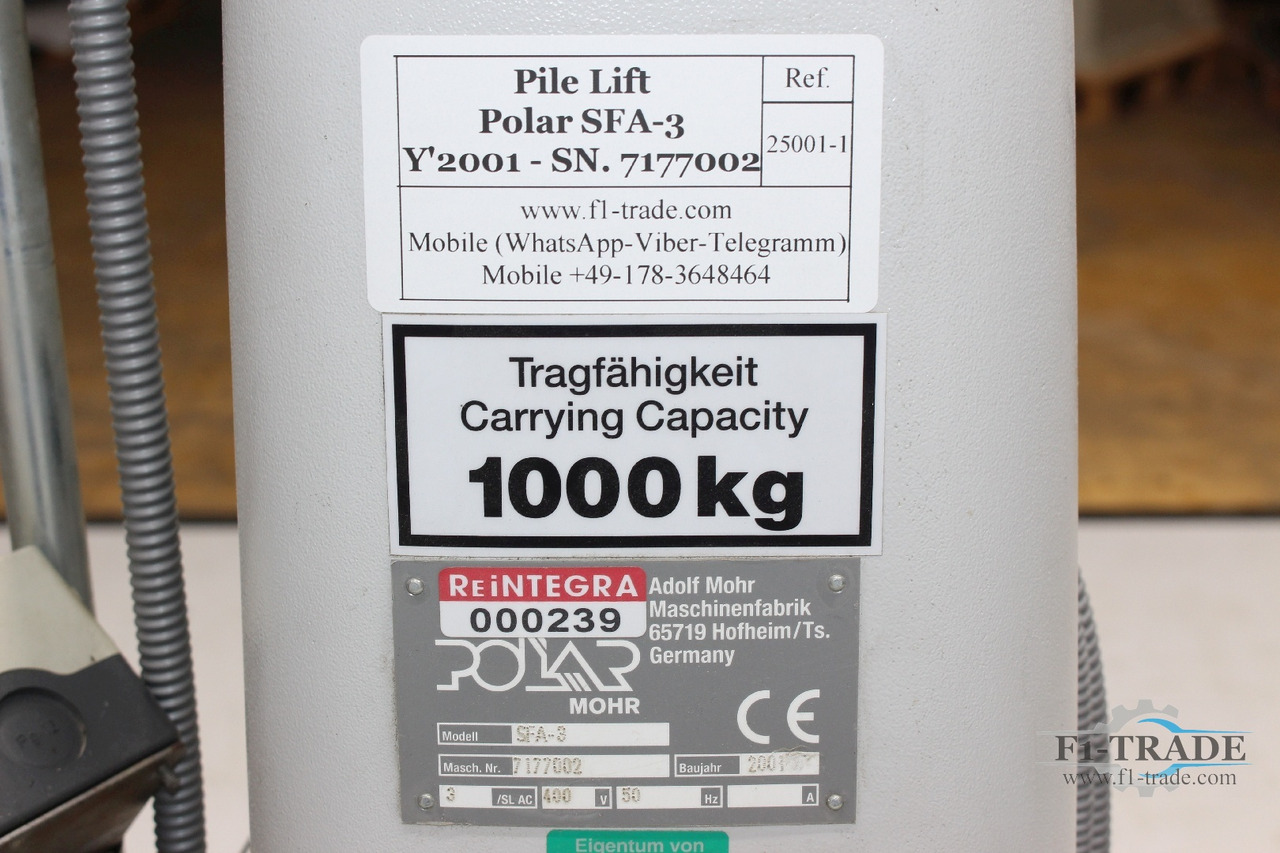 Pile Lift
Polar SFA-3
Y'2001 - SN. 7177002
Ref.
25001-1
www.f1-trade.com
Mobile (WhatsApp-Viber-Telegramm)
Mobile +49-178-3648464
Tragfähigkeit
Carrying Capacity
1000 kg
REiNTEGRA
000239
Adolf Mohr
Maschinenfabrik
65719 Hofheim/Ts.
Germany
POLAR
MOHR
CE
Modell SFA-3
Masch. Nr. 7177002 Baujahr 2001
3 /SL AC 400 V 50 Hz A
Eigentum von
F1-TRADE
www.f1-trade.com